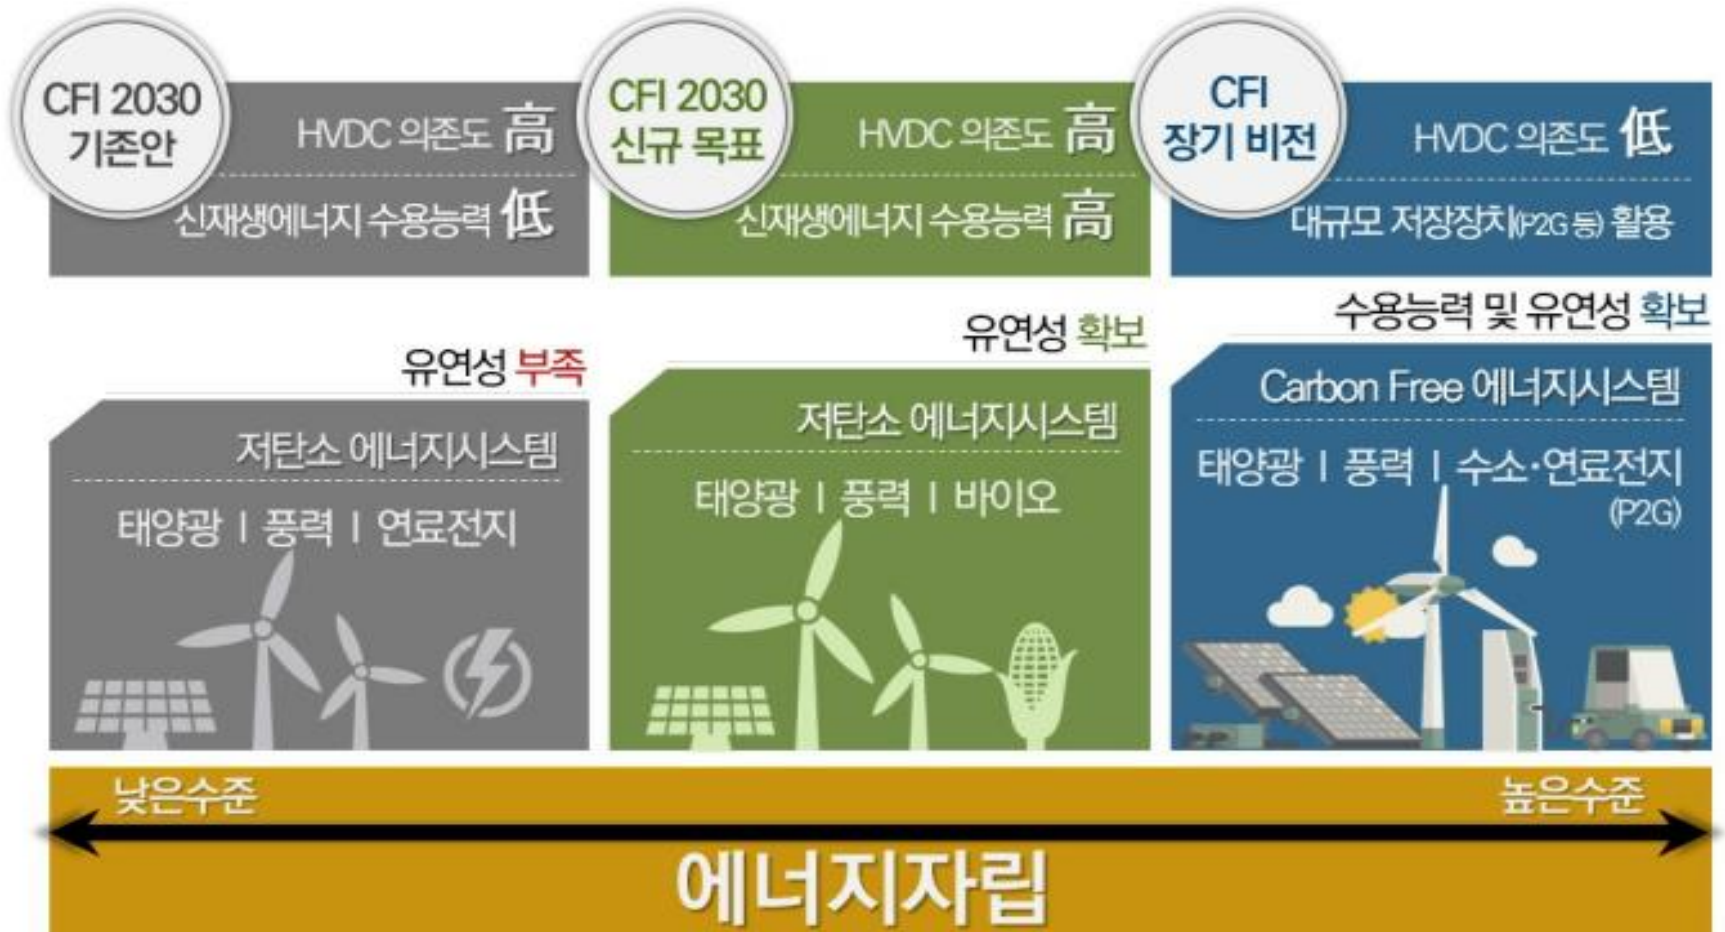 CFI 2030
기존안
HVDC 의존도 高
신재생에너지 수용능력 低
유연성 부족
저탄소 에너지시스템
태양광 | 풍력 | 연료전지
CFI 2030
신규 목표
HVDC 의존도 高
신재생에너지 수용능력 高
유연성 확보
저탄소 에너지시스템
태양광 | 풍력 | 바이오
CFI
장기 비전
HVDC 의존도 低
대규모 저장장치(P2G 등) 활용
수용능력 및 유연성 확보
Carbon Free 에너지시스템
태양광 | 풍력 | 수소·연료전지
(P2G)
낮은수준
높은수준
에너지자립